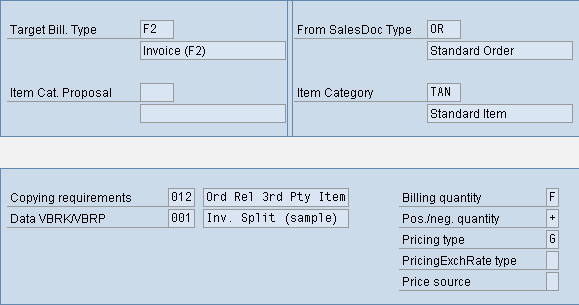 Target Bill. Type F2 From SalesDoc Type OR
Invoice (F2) Standard Order
Item Cat. Proposal Item Category TAN
Standard Item
Copying requirements 012 Ord Rel 3rd Pty Item Billing quantity F
Data VBRK/VBRP 001 Inv. Split (sample) Pos./neg. quantity +
Pricing type G
PricingExchRate type
Price source